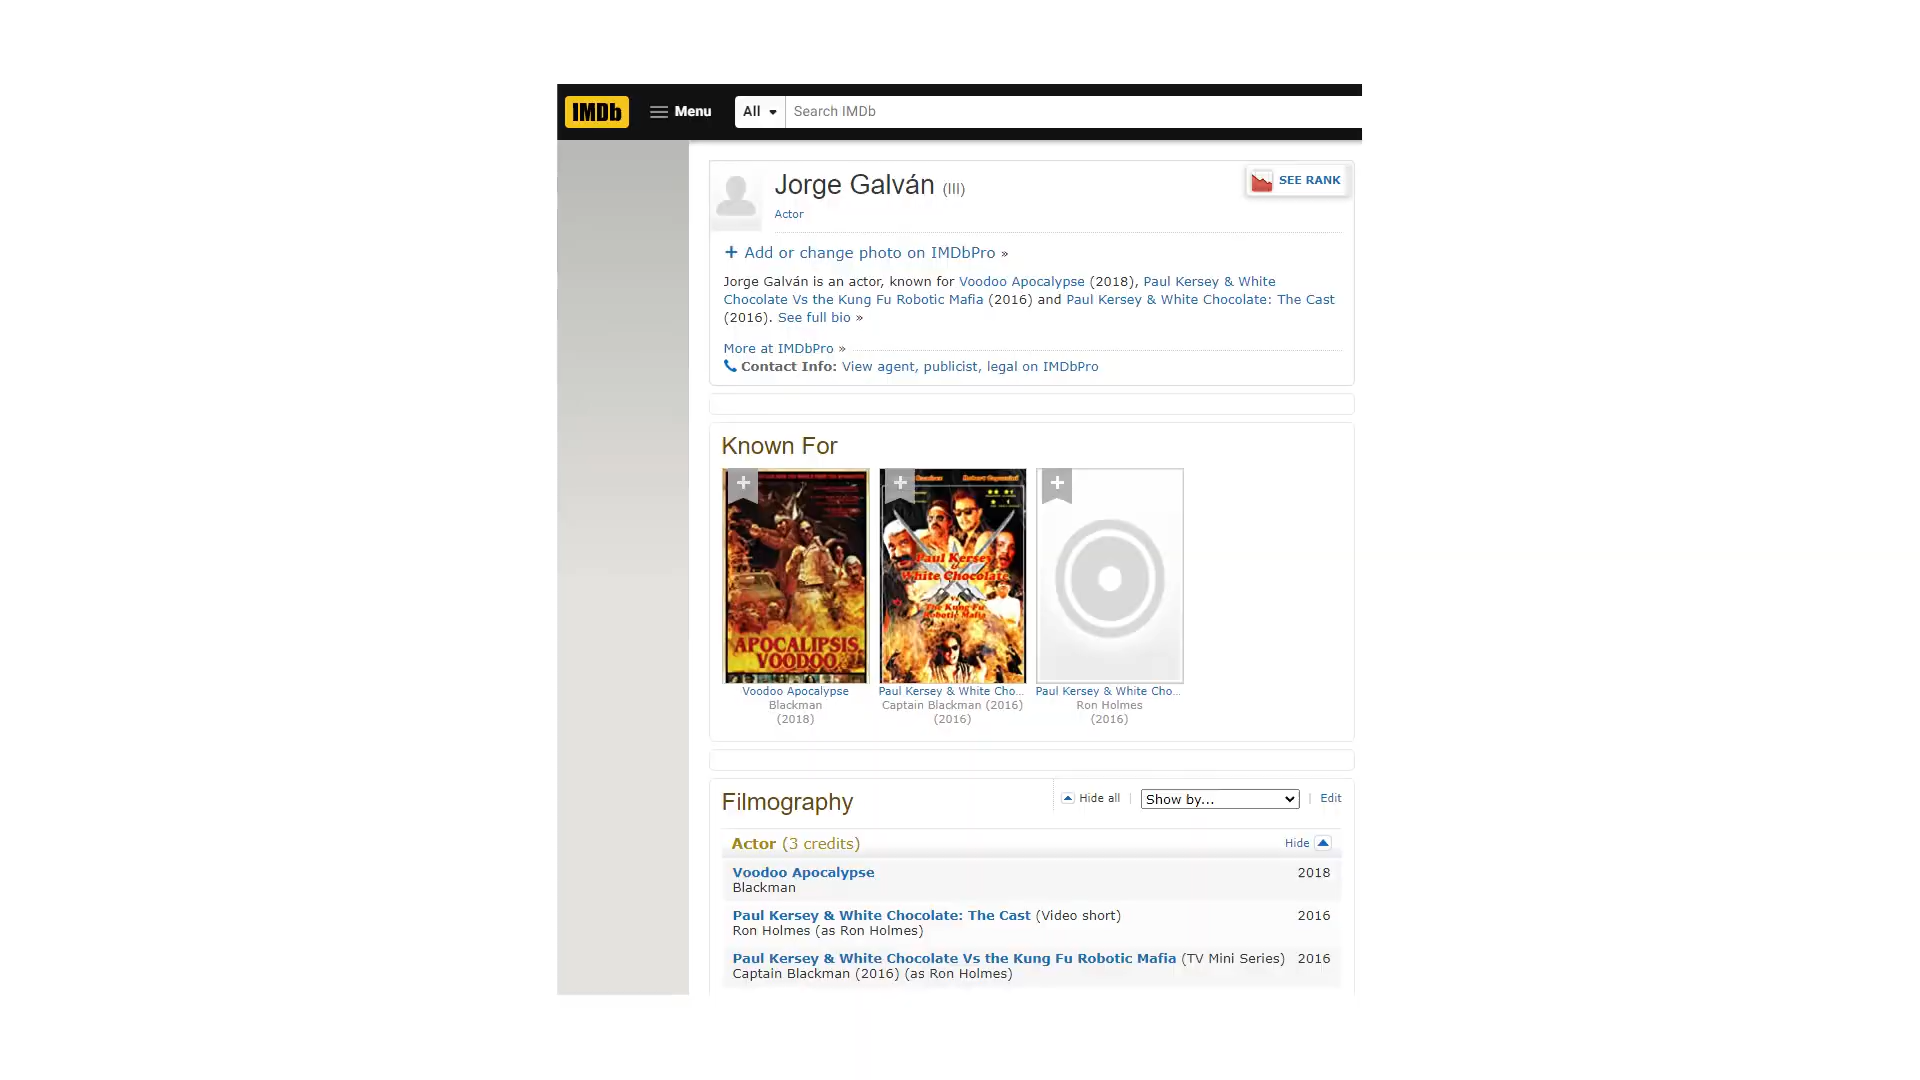 IMDb Menu All Search IMDb
Jorge Galván (III)
SEE RANK
Actor
+ Add or change photo on IMDbPro »
Jorge Galván is an actor, known for Voodoo Apocalypse (2018), Paul Kersey & White
Chocolate Vs the Kung Fu Robotic Mafia (2016) and Paul Kersey & White Chocolate: The Cast
(2016). See full bio »
More at IMDbPro »
Contact Info: View agent, publicist, legal on IMDbPro
Known For
APOCALIPSIS
VOODOO
Paul Kersey
&
White Chocolate
Vs
The Kung Fu
Robotic Mafia
Voodoo Apocalypse
Blackman
(2018)
Paul Kersey & White Cho...
Captain Blackman (2016)
(2016)
Paul Kersey & White Cho...
Ron Holmes
(2016)
Filmography
Hide all | Show by... | Edit
Actor (3 credits)
Hide
Voodoo Apocalypse 2018
Blackman
Paul Kersey & White Chocolate: The Cast (Video short) 2016
Ron Holmes (as Ron Holmes)
Paul Kersey & White Chocolate Vs the Kung Fu Robotic Mafia (TV Mini Series) 2016
Captain Blackman (2016) (as Ron Holmes)